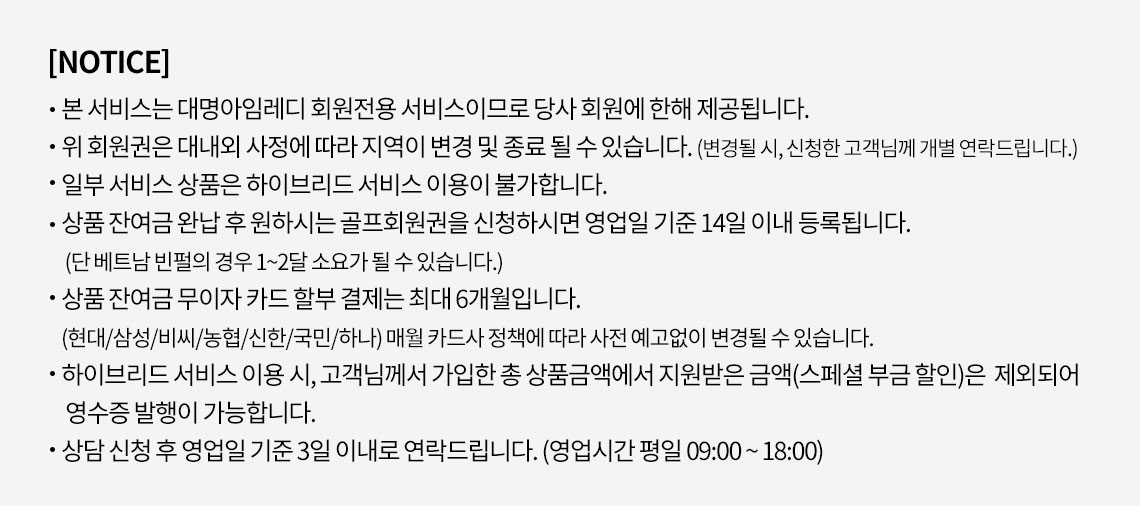 [NOTICE]
• 본 서비스는 대명아임레디 회원전용 서비스이므로 당사 회원에 한해 제공됩니다.
• 위 회원권은 대내외 사정에 따라 지역이 변경 및 종료 될 수 있습니다. (변경될 시, 신청한 고객님께 개별 연락드립니다.)
• 일부 서비스 상품은 하이브리드 서비스 이용이 불가합니다.
• 상품 잔여금 완납 후 원하시는 골프회원권을 신청하시면 영업일 기준 14일 이내 등록됩니다.
(단 베트남 빈펄의 경우 1~2달 소요가 될 수 있습니다.)
• 상품 잔여금 무이자 카드 할부 결제는 최대 6개월입니다.
(현대/삼성/비씨/농협/신한/국민/하나) 매월 카드사 정책에 따라 사전 예고없이 변경될 수 있습니다.
• 하이브리드 서비스 이용 시, 고객님께서 가입한 총 상품금액에서 지원받은 금액(스페셜 부금 할인)은 제외되어
영수증 발행이 가능합니다.
• 상담 신청 후 영업일 기준 3일 이내로 연락드립니다. (영업시간 평일 09:00 ~ 18:00)